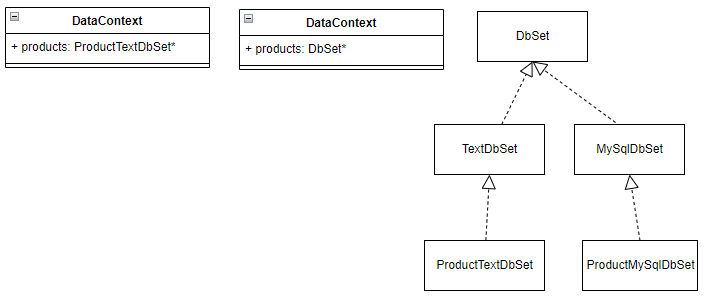 DataContext
+ products: ProductTextDbSet*
DataContext
+ products: DbSet*
DbSet
TextDbSet
MySqlDbSet
ProductTextDbSet
ProductMySqlDbSet